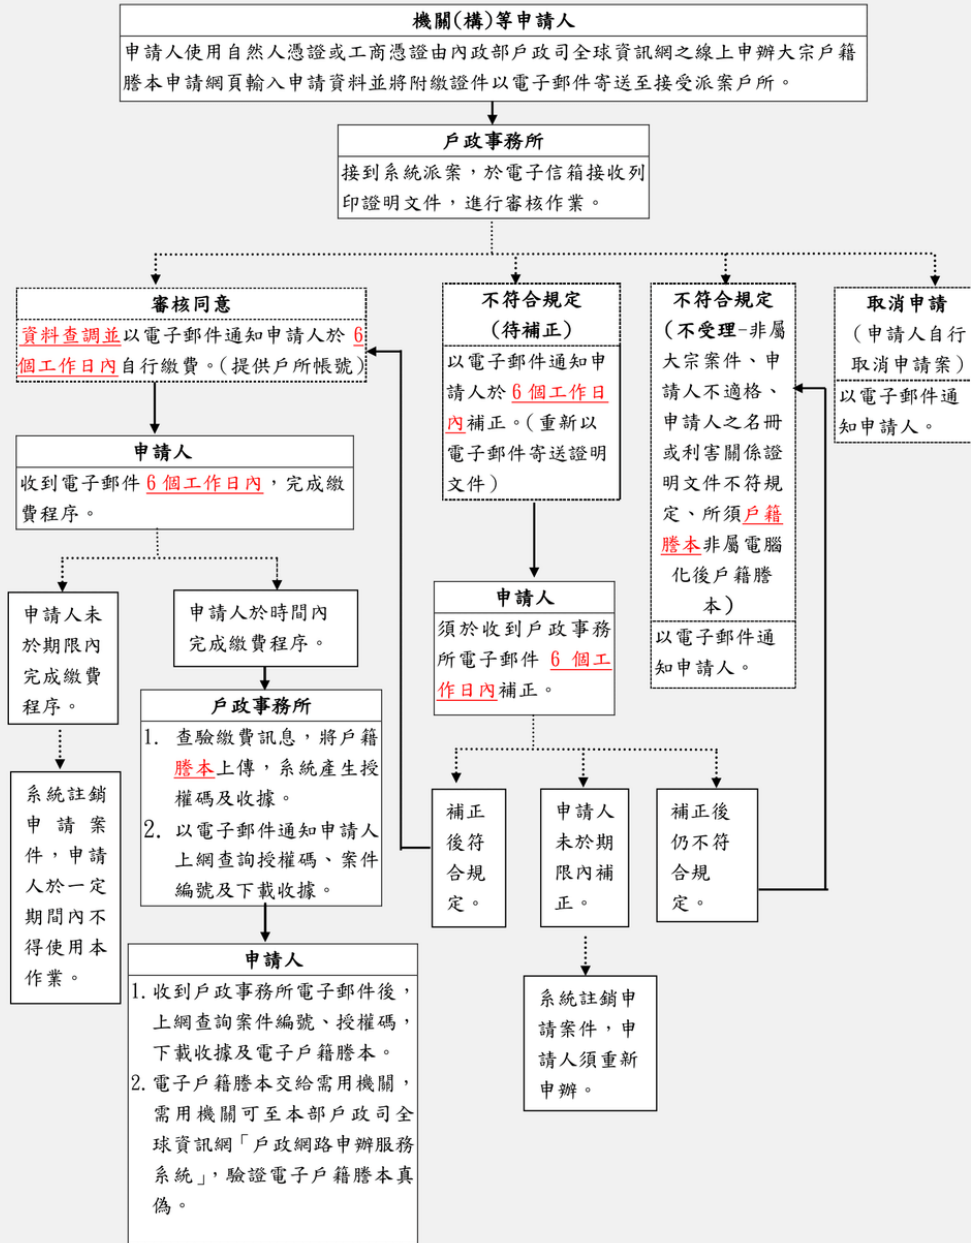 機關(構)等申請人
申請人使用自然人憑證或工商憑證由內政部戶政司全球資訊網之線上申辦大宗戶籍
謄本申請網頁輸入申請資料並將附繳證件以電子郵件寄送至接受派案戶所。
戶政事務所
接到系統派案，於電子信箱接收列
印證明文件，進行審核作業。
審核同意
資料查調並以電子郵件通知申請人於 6
個工作日內自行繳費。(提供戶所帳號)
不符合規定
(待補正)
以電子郵件通知申
請人於 6 個工作日
內補正。(重新以
電子郵件寄送證明
文件)
不符合規定
(不受理-非屬
大宗案件、申
請人不適格、
申請人之名冊
或利害關係證
明文件不符規
定、所須戶籍
謄本非屬電腦
化後戶籍謄
本)
以電子郵件通
知申請人。
取消申請
(申請人自行
取消申請案)
以電子郵件通
知申請人。
申請人
收到電子郵件 6 個工作日內，完成繳
費程序。
申請人未
於期限內
完成繳費
程序。
申請人於時間內
完成繳費程序。
申請人
須於收到戶政事務
所電子郵件 6 個工
作日內補正。
系統註銷
申請案
件，申請
人於一定
期間內不
得使用本
作業。
戶政事務所
1. 查驗繳費訊息，將戶籍
謄本上傳，系統產生授
權碼及收據。
2. 以電子郵件通知申請人
上網查詢授權碼、案件
編號及下載收據。
補正
後符
合規
定。
申請人
未於期
限內補
正。
補正後
仍不符
合規
定。
申請人
1. 收到戶政事務所電子郵件後，
上網查詢案件編號、授權碼，
下載收據及電子戶籍謄本。
2. 電子戶籍謄本交給需用機關，
需用機關可至本部戶政司全
球資訊網「戶政網路申辦服務
系統」，驗證電子戶籍謄本真
偽。
系統註銷申
請案件，申
請人須重新
申辦。